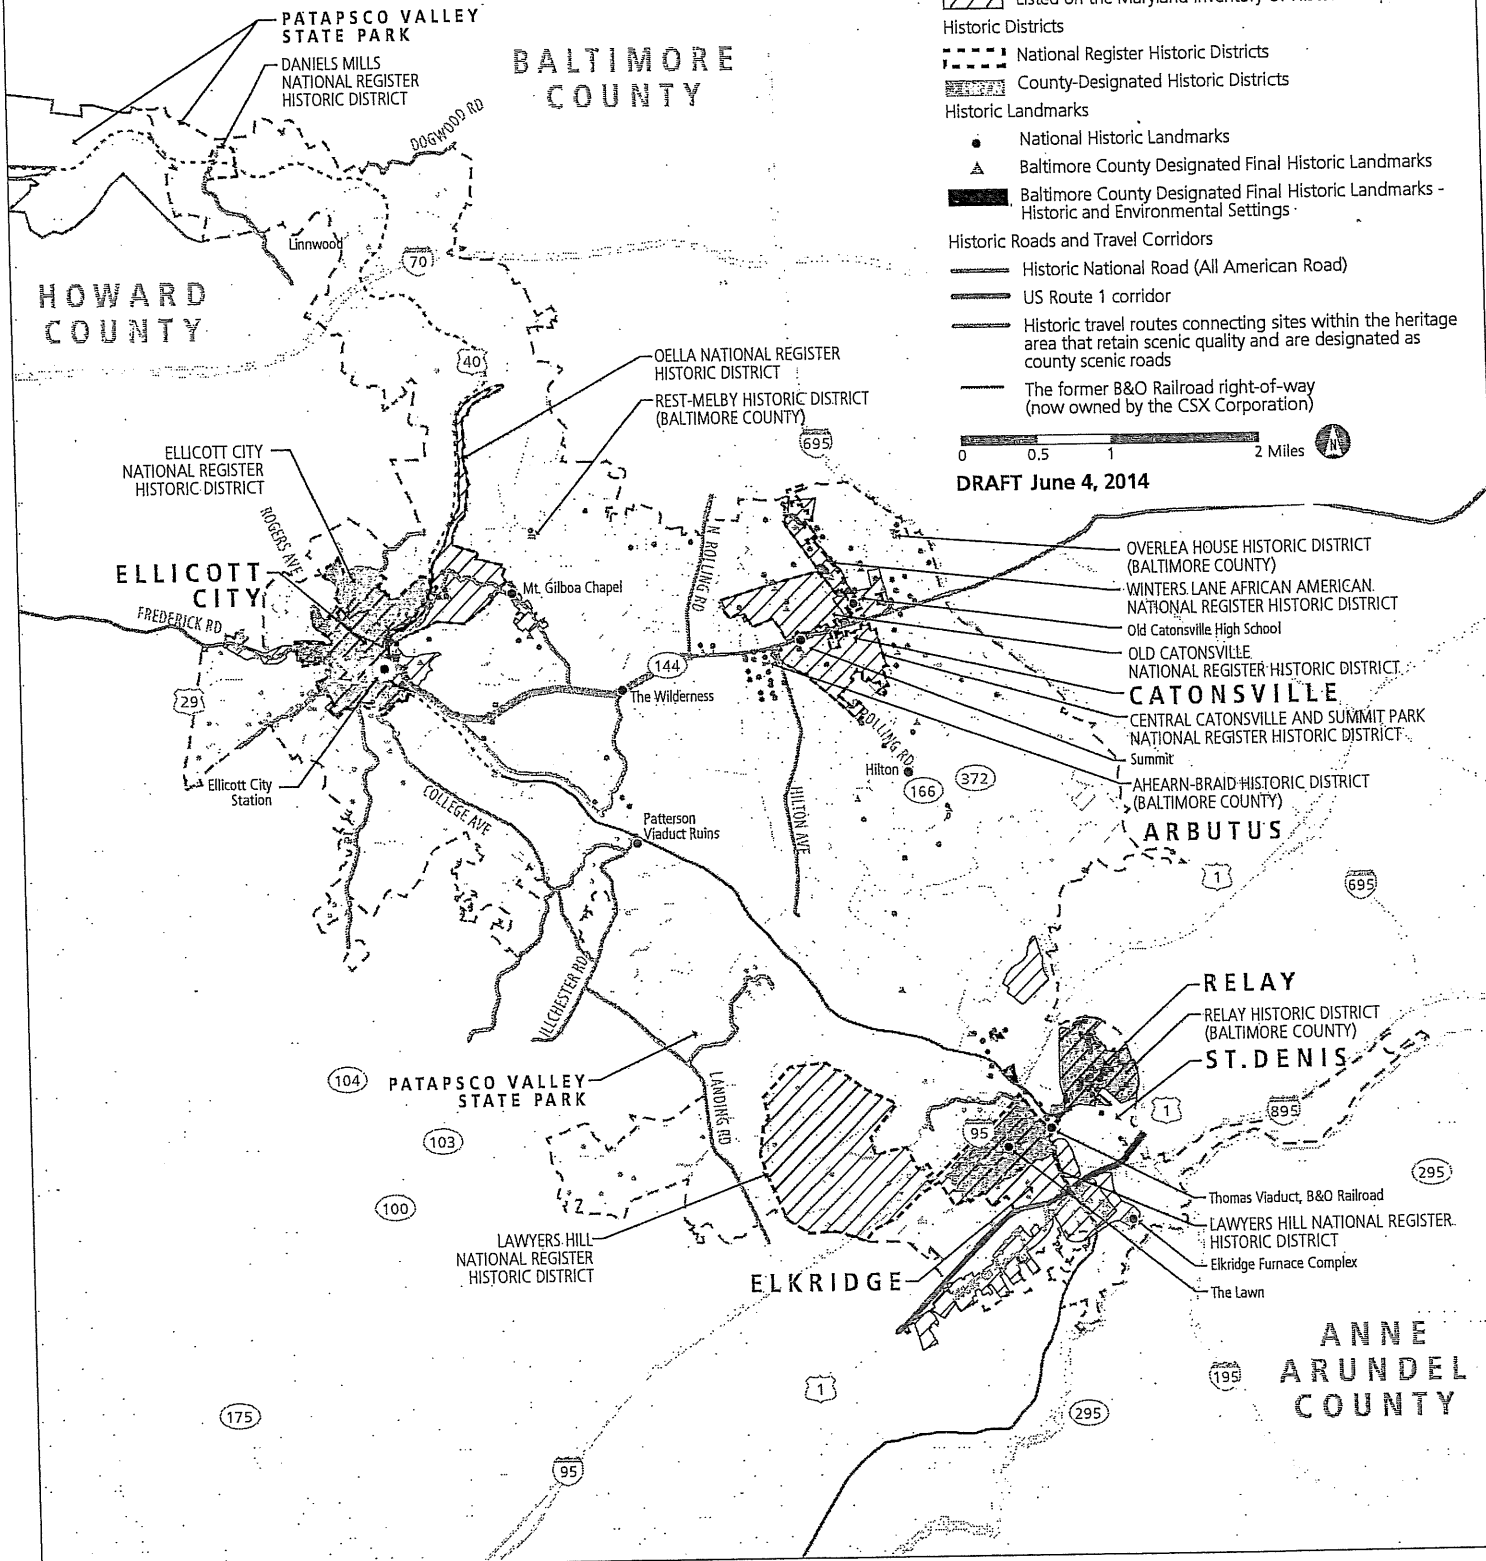 PATAPSCO VALLEY
STATE PARK
DANIELS MILLS
NATIONAL REGISTER
HISTORIC DISTRICT
BALTIMORE
COUNTY
DOGWOOD RD
Linnwood
70
HOWARD
COUNTY
40
OELLA NATIONAL REGISTER
HISTORIC DISTRICT
REST-MELBY HISTORIC DISTRICT
(BALTIMORE COUNTY)
Listed on the Maryland Inventory of Historic
Historic Districts
National Register Historic Districts
County-Designated Historic Districts
Historic Landmarks
National Historic Landmarks
Baltimore County Designated Final Historic Landmarks
Baltimore County Designated Final Historic Landmarks -
Historic and Environmental Settings
Historic Roads and Travel Corridors
Historic National Road (All American Road)
US Route 1 corridor
Historic travel routes connecting sites within the heritage
area that retain scenic quality and are designated as
county scenic roads
The former B&O Railroad right-of-way
(now owned by the CSX Corporation)
0 0.5 1 2 Miles
N
DRAFT June 4, 2014
695
ELLICOTT CITY
NATIONAL REGISTER
HISTORIC DISTRICT
ROGERS AVE
ELLICOTT
CITY
FREDERICK RD
Mt. Gilboa Chapel
N ROLLING RD
144
The Wilderness
29
Ellicott City
Station
COLLEGE AVE
Patterson
Viaduct Ruins
HILTON AVE
S ROLLING RD
Hilton
166
372
OVERLEA HOUSE HISTORIC DISTRICT
(BALTIMORE COUNTY)
WINTERS LANE AFRICAN AMERICAN
NATIONAL REGISTER HISTORIC DISTRICT
Old Catonsville High School
OLD CATONSVILLE
NATIONAL REGISTER HISTORIC DISTRICT
CATONSVILLE
CENTRAL CATONSVILLE AND SUMMIT PARK
NATIONAL REGISTER HISTORIC DISTRICT
Summit
AHEARN-BRAID HISTORIC DISTRICT
(BALTIMORE COUNTY)
ARBUTUS
1
695
ILLCHESTER RD
RELAY
RELAY HISTORIC DISTRICT
(BALTIMORE COUNTY)
ST.DENIS
104
PATAPSCO VALLEY
STATE PARK
LANDING RD
103
95
1
895
295
100
Thomas Viaduct, B&O Railroad
LAWYERS HILL NATIONAL REGISTER
HISTORIC DISTRICT
Elkridge Furnace Complex
The Lawn
LAWYERS HILL
NATIONAL REGISTER
HISTORIC DISTRICT
ELKRIDGE
ANNE
ARUNDEL
COUNTY
1
195
175
295
95